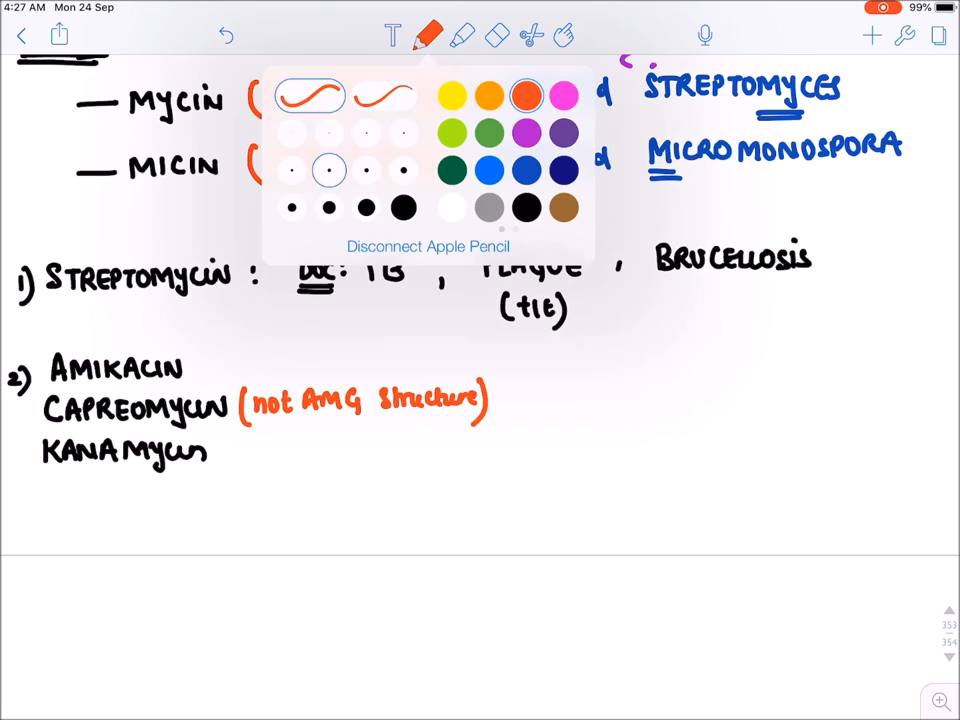 4:27 AM Mon 24 Sep 99%
T
— MYCIN ( d STREPTOMYCES
— MICIN ( d MICROMONOSPORA
Disconnect Apple Pencil
1) STREPTOMYCIN : DOC : TB , PLAQUE , BRUCELLOSIS
(TIE)
2) AMIKACIN
CAPREOMYCIN (not AMG structure)
KANAMYCIN
353
354